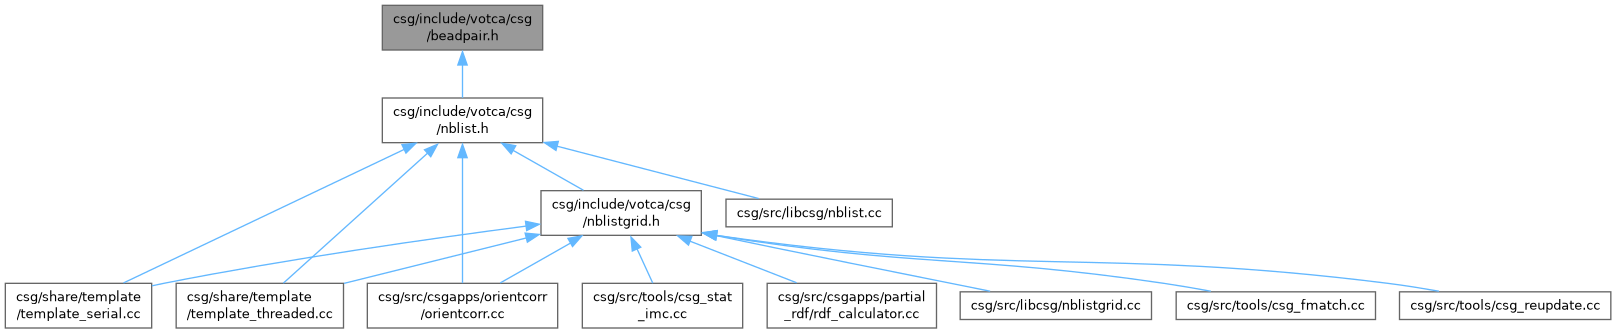 csg/include/votca/csg
/beadpair.h
csg/include/votca/csg
/nblist.h
csg/include/votca/csg
/nblistgrid.h
csg/src/libcsg/nblist.cc
csg/share/template
/template_serial.cc
csg/share/template
/template_threaded.cc
csg/src/csgapps/orientcorr
/orientcorr.cc
csg/src/tools/csg_stat
_imc.cc
csg/src/csgapps/partial
_rdf/rdf_calculator.cc
csg/src/libcsg/nblistgrid.cc
csg/src/tools/csg_fmatch.cc
csg/src/tools/csg_reupdate.cc